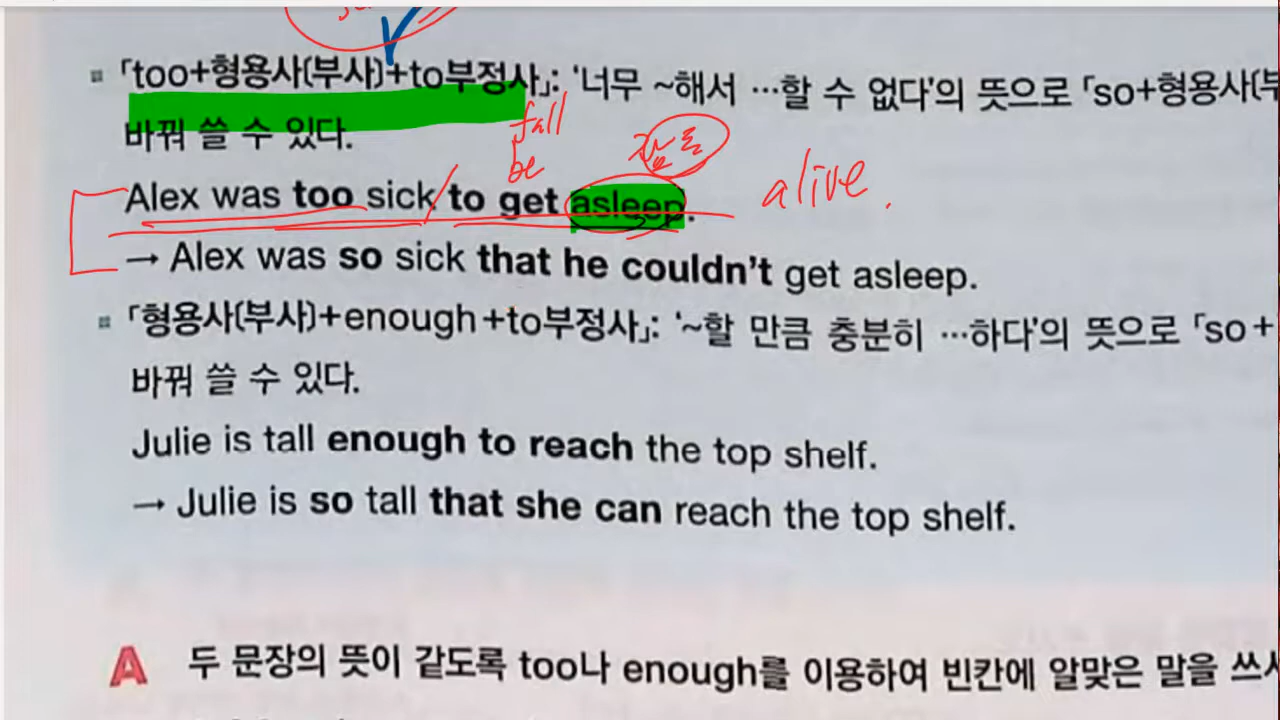 「too+형용사(부사)+to부정사」: '너무 ~해서 …할 수 없다'의 뜻으로 「so+형용사(부
바꿔 쓸 수 있다.
fall
be
잠든
alive.
Alex was too sick to get asleep.
→ Alex was so sick that he couldn't get asleep.
「형용사(부사)+enough+to부정사」: '~할 만큼 충분히 …하다'의 뜻으로 「so+
바꿔 쓸 수 있다.
Julie is tall enough to reach the top shelf.
→ Julie is so tall that she can reach the top shelf.
A 두 문장의 뜻이 같도록 too나 enough를 이용하여 빈칸에 알맞은 말을 쓰시